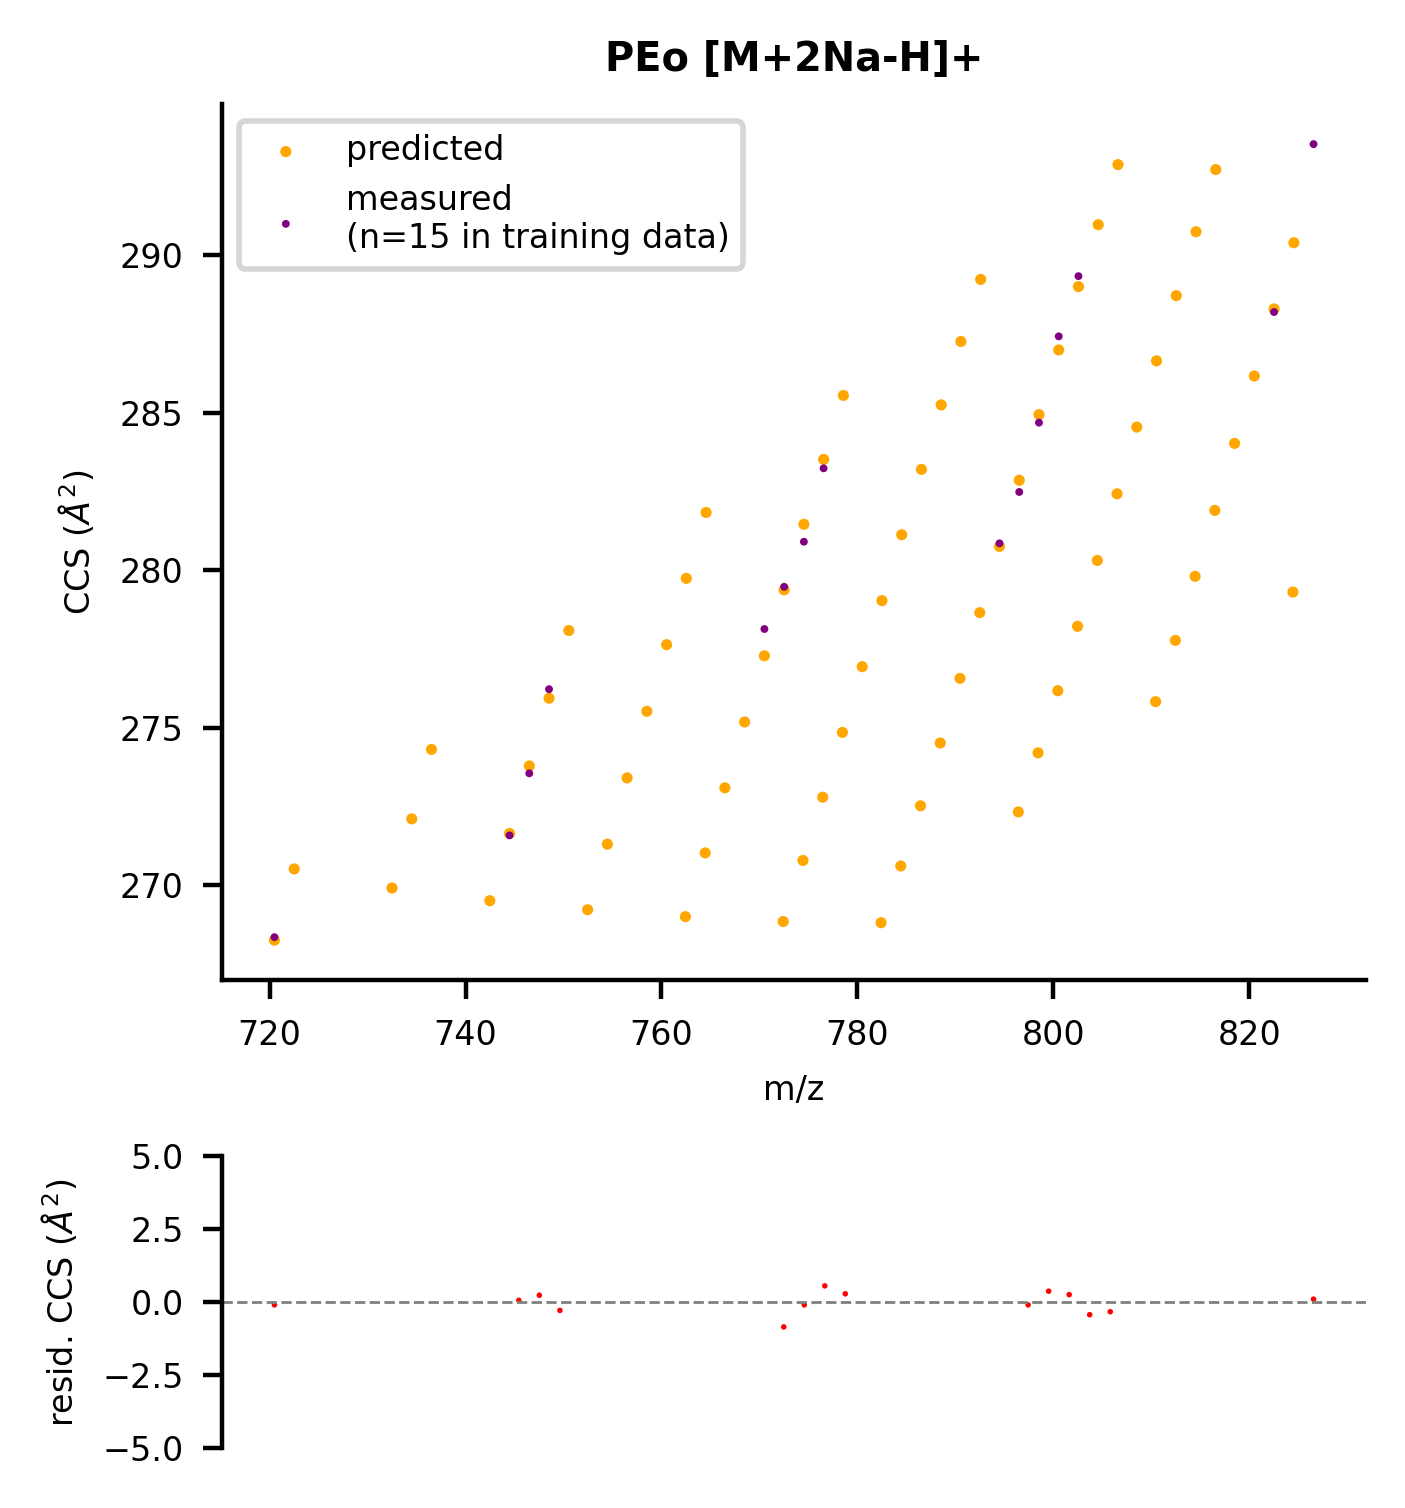 PEo [M+2Na-H]+
predicted
measured
(n=15 in training data)
290
285
280
275
270
CCS (Å²)
720 740 760 780 800 820
m/z
5.0
2.5
0.0
−2.5
−5.0
resid. CCS (Å²)